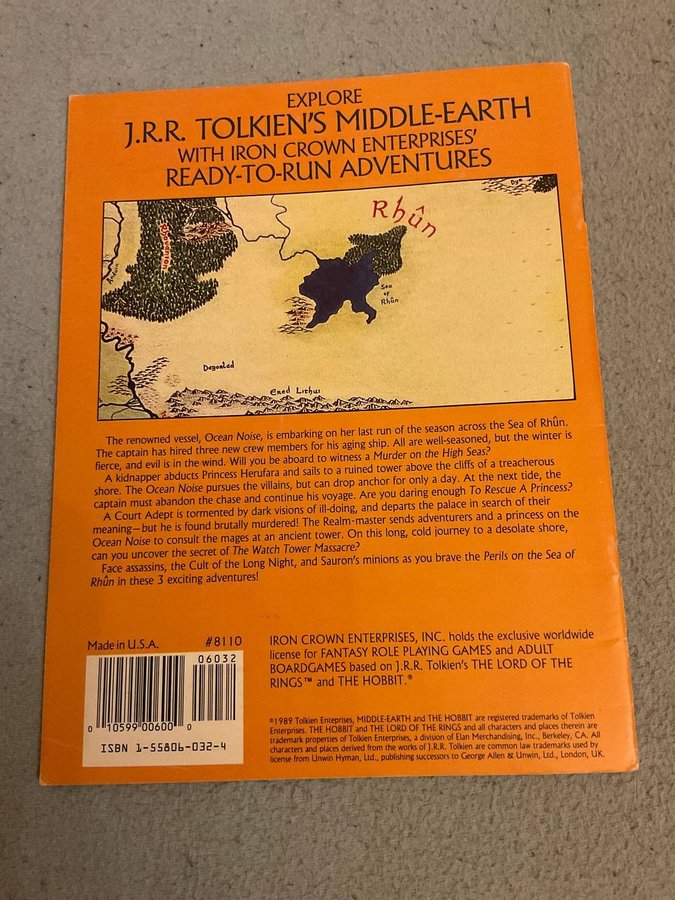 EXPLORE
J.R.R. TOLKIEN'S MIDDLE-EARTH
WITH IRON CROWN ENTERPRISES'
READY-TO-RUN ADVENTURES
Dya
Rhûn
Sea
of
Rhûn
Dagorlad
Ered Lithui
The renowned vessel, Ocean Noise, is embarking on her last run of the season across the Sea of Rhûn.
The captain has hired three new crew members for his aging ship. All are well-seasoned, but the winter is
fierce, and evil is in the wind. Will you be aboard to witness a Murder on the High Seas?
A kidnapper abducts Princess Herufara and sails to a ruined tower above the cliffs of a treacherous
shore. The Ocean Noise pursues the villains, but can drop anchor for only a day. At the next tide, the
captain must abandon the chase and continue his voyage. Are you daring enough To Rescue A Princess?
A Court Adept is tormented by dark visions of ill-doing, and departs the palace in search of their
meaning—but he is found brutally murdered! The Realm-master sends adventurers and a princess on the
Ocean Noise to consult the mages at an ancient tower. On this long, cold journey to a desolate shore,
can you uncover the secret of The Watch Tower Massacre?
Face assassins, the Cult of the Long Night, and Sauron's minions as you brave the Perils on the Sea of
Rhûn in these 3 exciting adventures!
Made in U.S.A. #8110
06032
0 10599 00600 0
ISBN 1-55806-032-4
IRON CROWN ENTERPRISES, INC. holds the exclusive worldwide
license for FANTASY ROLE PLAYING GAMES and ADULT
BOARDGAMES based on J.R.R. Tolkien's THE LORD OF THE
RINGS™ and THE HOBBIT.®
©1989 Tolkien Enteprises, MIDDLE-EARTH and THE HOBBIT are registered trademarks of Tolkien
Enterprises. THE HOBBIT and THE LORD OF THE RINGS and all characters and places therein are
trademark properties of Tolkien Enterprises, a division of Elan Merchandising, Inc., Berkeley, CA. All
characters and places derived from the works of J.R.R. Tolkien are common law trademarks used by
license from Unwin Hyman, Ltd., publishing successors to George Allen & Unwin, Ltd., London, UK.